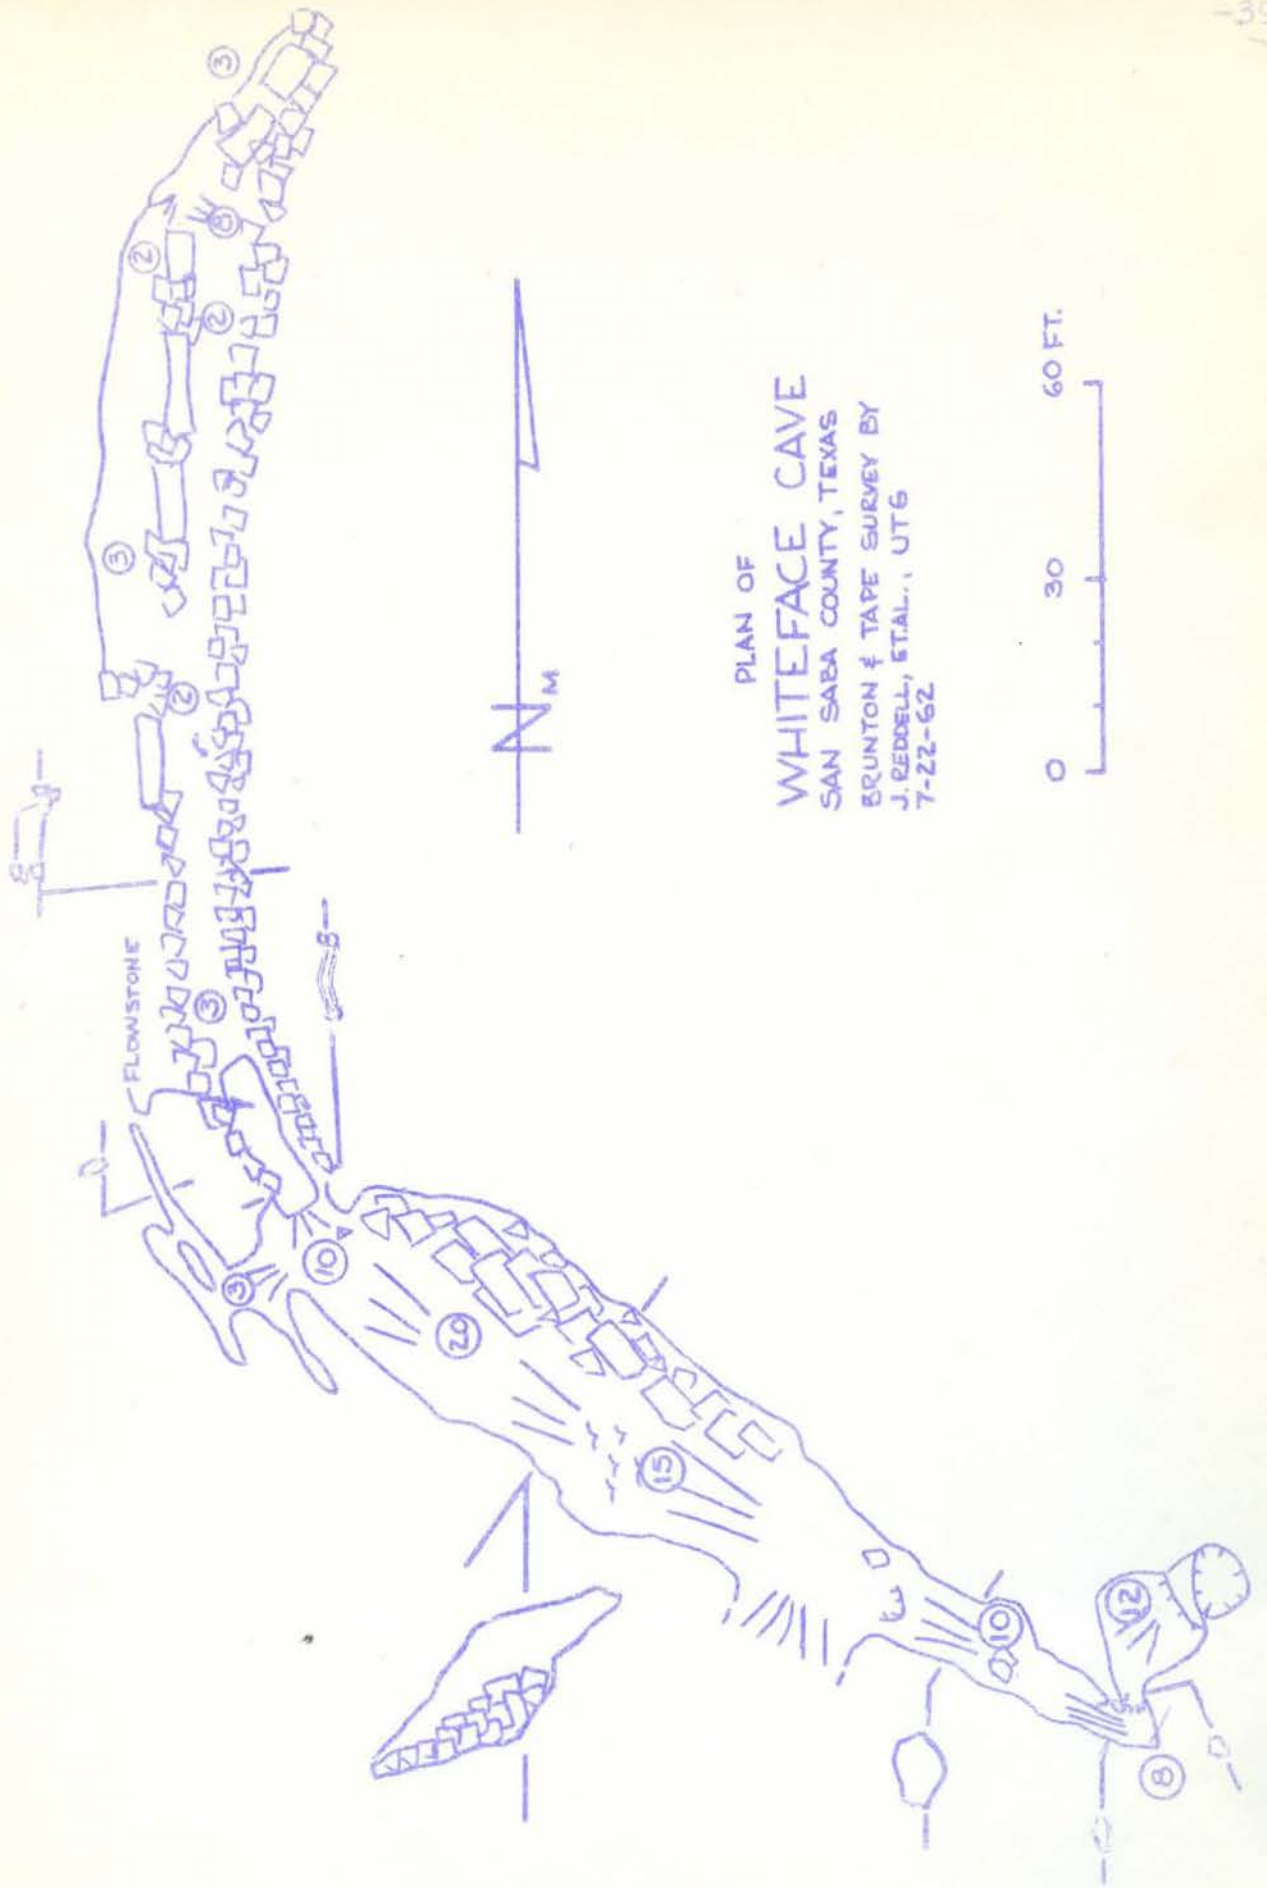 PLAN OF
WHITEFACE CAVE
SAN SABA COUNTY, TEXAS
BRUNTON & TAPE SURVEY BY
J. REDDELL, ET.AL., UTG
7-22-62
0 30 60 FT.
N M
FLOWSTONE
3
8
2
2
3
2
3
3
10
20
15
10
12
8
-39